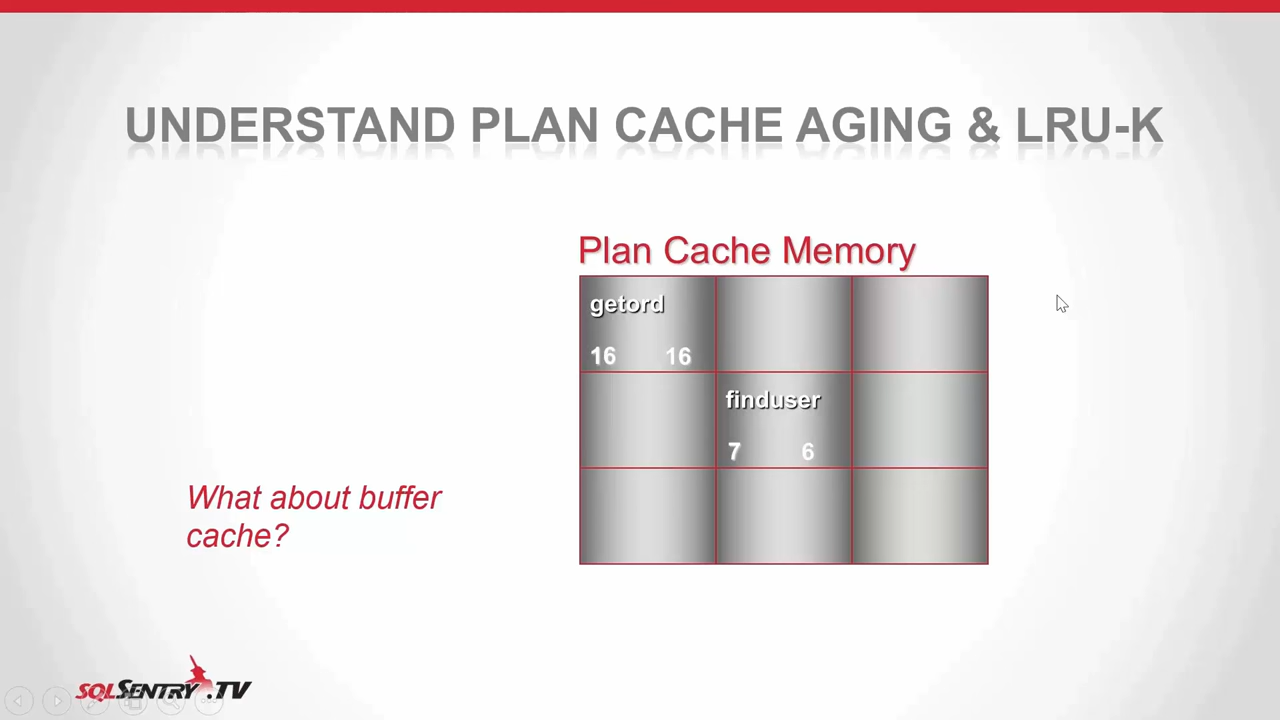 UNDERSTAND PLAN CACHE AGING & LRU-K
Plan Cache Memory
getord
16 16
finduser
7 6
What about buffer
cache?
SQLSENTRY.TV